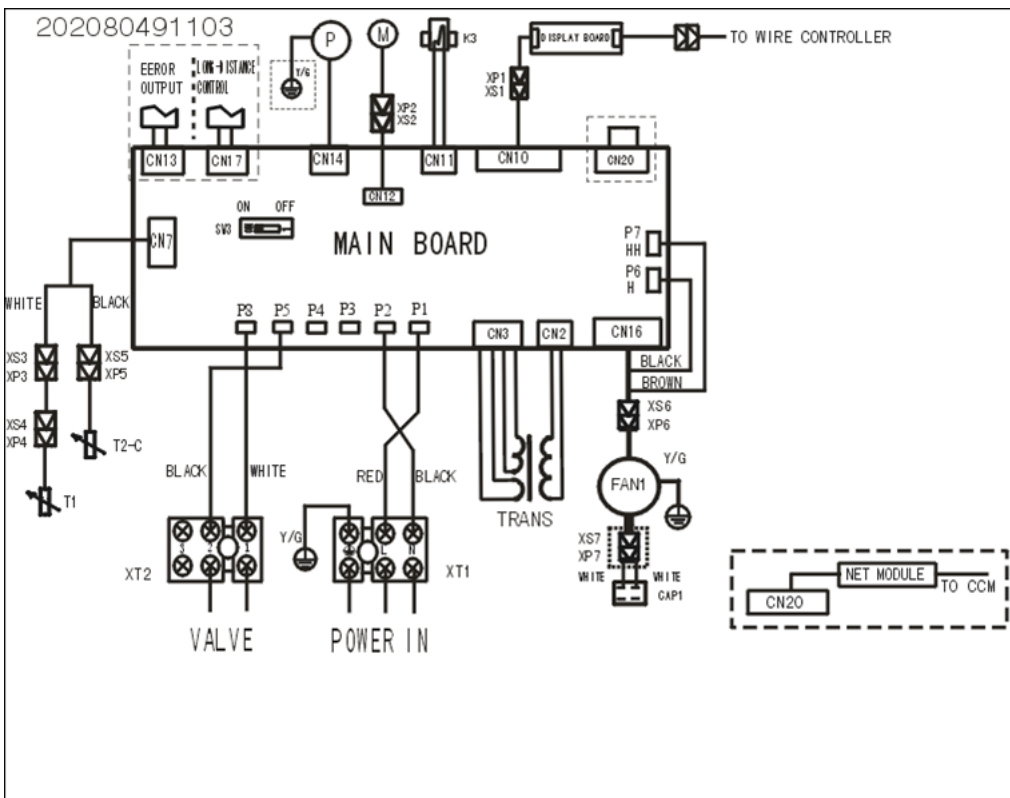 202080491103
EEROR
OUTPUT
LONG-DISTANCE
CONTROL
Y/G
P
M
K3
DISPLAY BOARD
TO WIRE CONTROLLER
XP1
XS1
XP2
XS2
CN13
CN17
CN14
CN11
CN10
CN20
CN12
ON OFF
SW3
CN7
MAIN BOARD
P7
HH
P6
H
WHITE
BLACK
P8
P5
P4
P3
P2
P1
CN3
CN2
CN16
BLACK
BROWN
XS3
XP3
XS5
XP5
XS4
XP4
T2-C
T1
XS6
XP6
BLACK
WHITE
RED
BLACK
TRANS
FAN1
Y/G
Y/G
3
2
1
L
N
XT2
XT1
XS7
XP7
WHITE
WHITE
CAP1
VALVE
POWER IN
NET MODULE
CN20
TO CCM